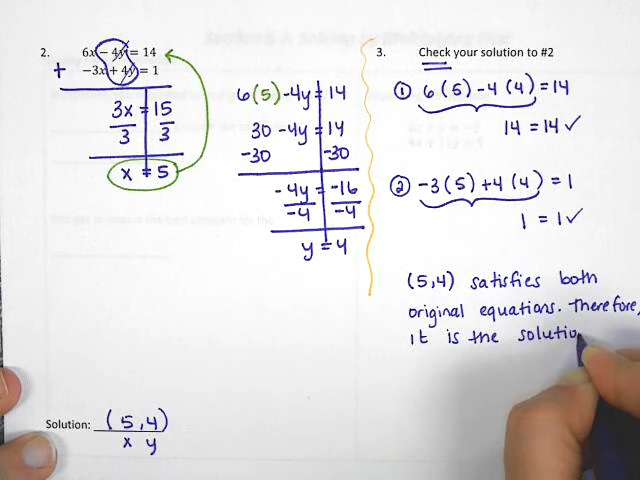 2.
6x - 4y = 14
+ -3x + 4y = 1
3x = 15
3 3
x = 5
6(5) - 4y = 14
30 - 4y = 14
-30 -30
-4y = -16
-4 -4
y = 4
Solution: (5,4)
x y
3. Check your solution to #2
① 6(5) - 4(4) = 14
14 = 14 ✓
② -3(5) + 4(4) = 1
1 = 1 ✓
(5,4) satisfies both
original equations. Therefore,
it is the solutio